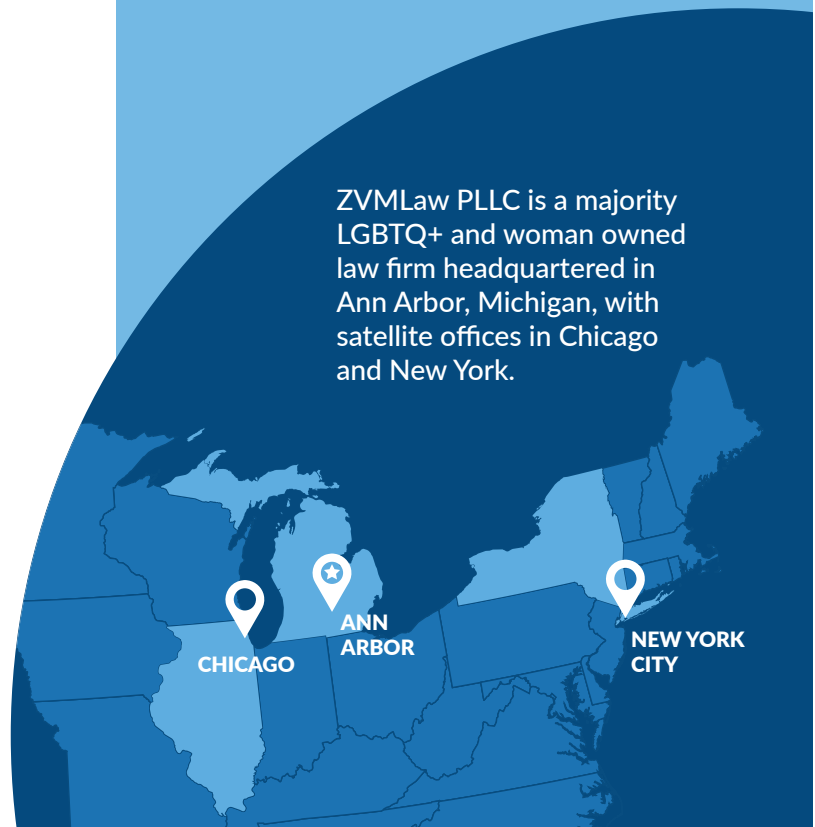 ZVMLaw PLLC is a majority
LGBTQ+ and woman owned
law firm headquartered in
Ann Arbor, Michigan, with
satellite offices in Chicago
and New York.
ANN
ARBOR
CHICAGO
NEW YORK
CITY